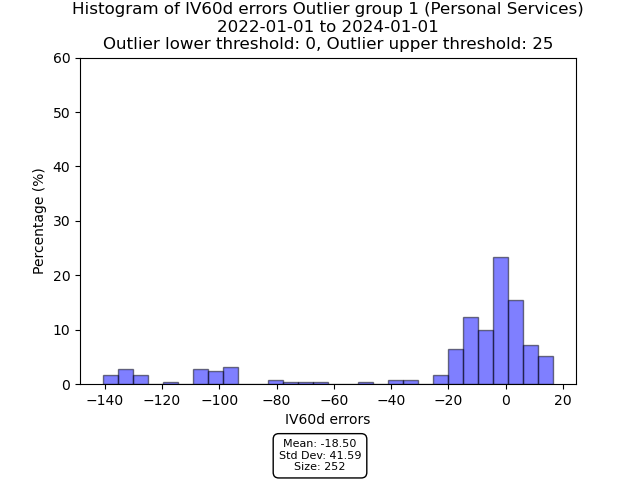 Histogram of IV60d errors Outlier group 1 (Personal Services)
2022-01-01 to 2024-01-01
Outlier lower threshold: 0, Outlier upper threshold: 25
60
50
40
30
20
10
0
Percentage (%)
−140 −120 −100 −80 −60 −40 −20 0 20
IV60d errors
Mean: -18.50
Std Dev: 41.59
Size: 252